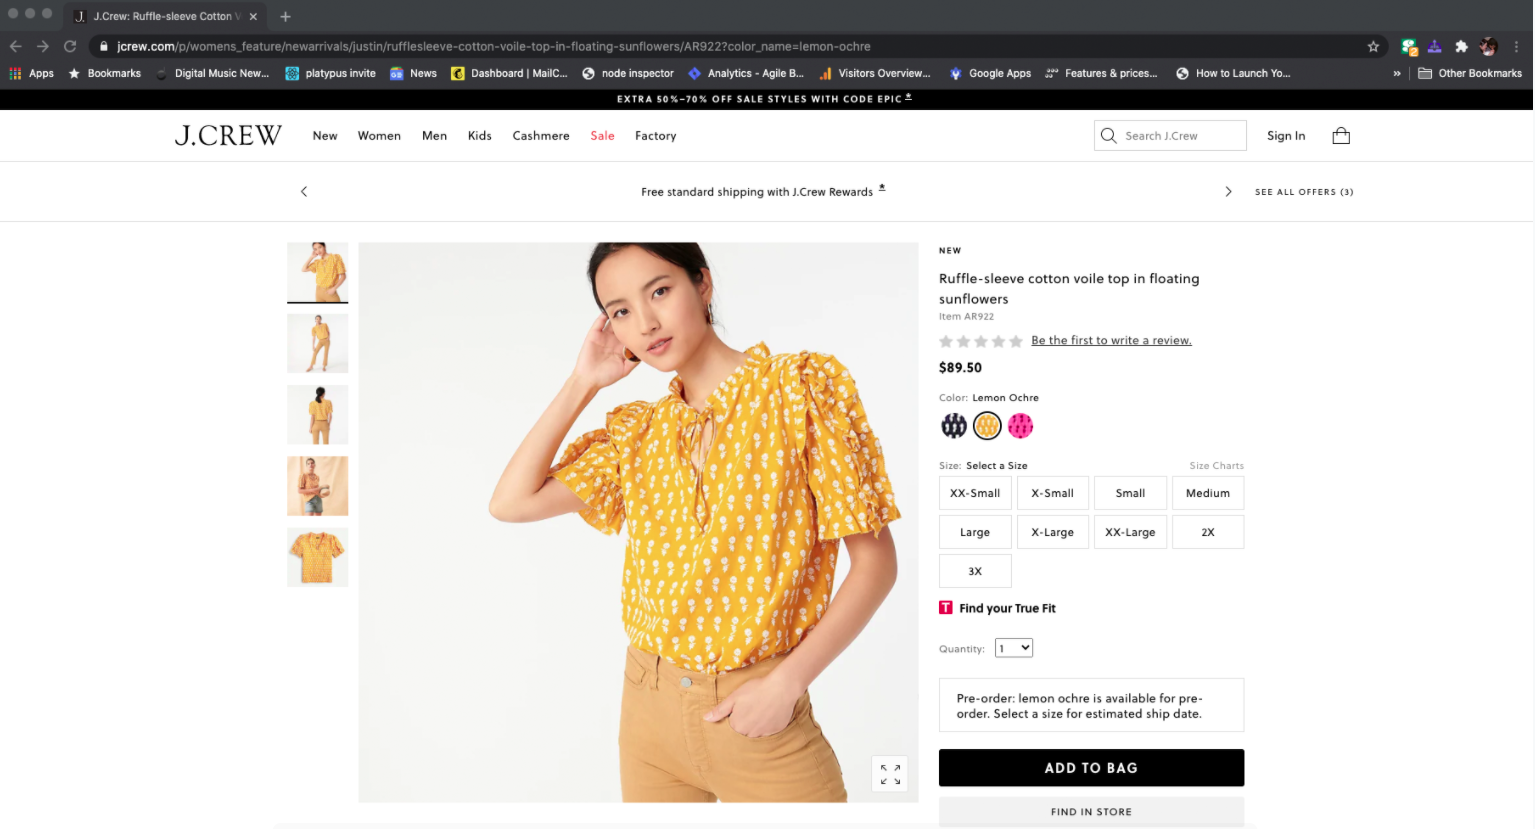 J.Crew: Ruffle-sleeve Cotton V
jcrew.com/p/womens_feature/newarrivals/justin/rufflesleeve-cotton-voile-top-in-floating-sunflowers/AR922?color_name=lemon-ochre
Apps Bookmarks Digital Music New... platypus invite News Dashboard | MailC... node inspector Analytics - Agile B... Visitors Overview... Google Apps Features & prices... How to Launch Yo... » Other Bookmarks
EXTRA 50%–70% OFF SALE STYLES WITH CODE EPIC *
J.CREW New Women Men Kids Cashmere Sale Factory Search J.Crew Sign In
Free standard shipping with J.Crew Rewards * SEE ALL OFFERS (3)
NEW
Ruffle-sleeve cotton voile top in floating
sunflowers
Item AR922
Be the first to write a review.
$89.50
Color: Lemon Ochre
Size: Select a Size Size Charts
XX-Small X-Small Small Medium
Large X-Large XX-Large 2X
3X
T Find your True Fit
Quantity: 1
Pre-order: lemon ochre is available for pre-
order. Select a size for estimated ship date.
ADD TO BAG
FIND IN STORE